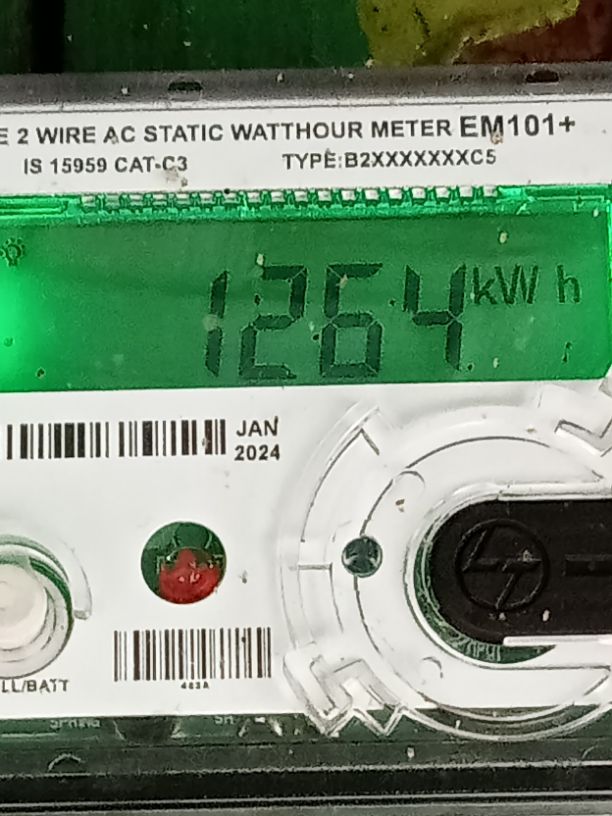 E 2 WIRE AC STATIC WATTHOUR METER EM101+
IS 15959 CAT-C3
TYPE:B2XXXXXXXC5
1264 kWh
JAN
2024
LT
LL/BATT